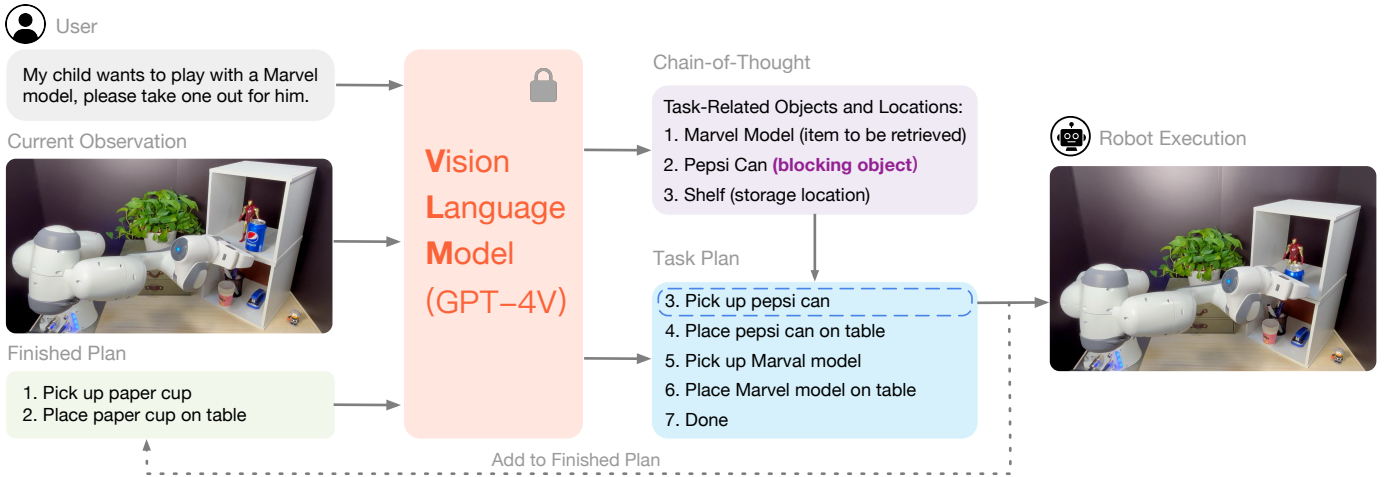 User
My child wants to play with a Marvel
model, please take one out for him.
Current Observation
Finished Plan
1. Pick up paper cup
2. Place paper cup on table
Vision
Language
Model
(GPT–4V)
Chain-of-Thought
Task-Related Objects and Locations:
1. Marvel Model (item to be retrieved)
2. Pepsi Can (blocking object)
3. Shelf (storage location)
Task Plan
3. Pick up pepsi can
4. Place pepsi can on table
5. Pick up Marval model
6. Place Marvel model on table
7. Done
Robot Execution
Add to Finished Plan